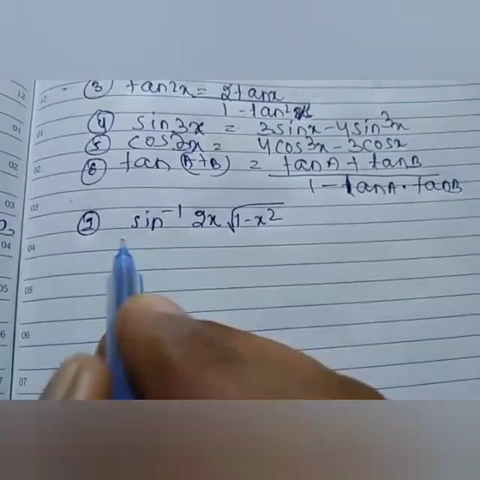 ③ tan2x = 2tanx / 1 - tan²x
④ sin3x = 3sinx - 4sin³x
⑤ cos3x = 4cos³x - 3cosx
⑥ tan(A+B) = tanA + tanB / 1 - tanA.tanB
① sin⁻¹ 2x√1-x²